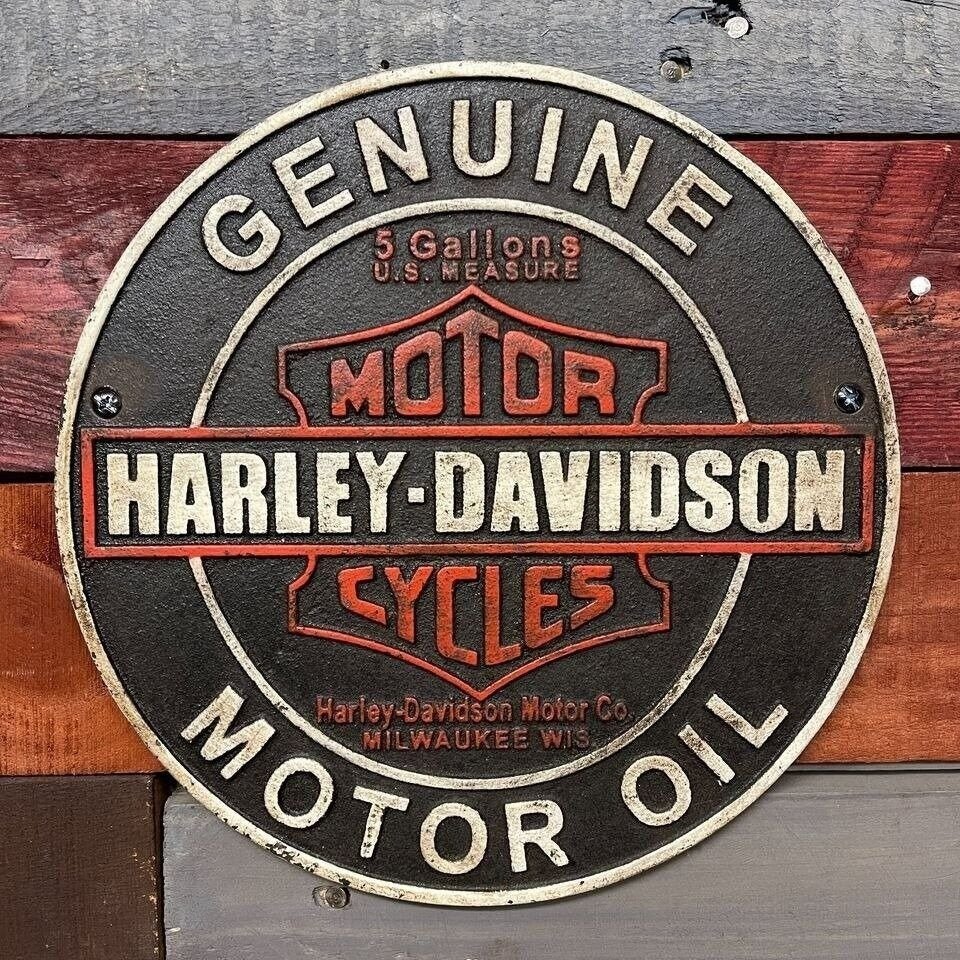 GENUINE
5 Gallons
U.S. MEASURE
MOTOR
HARLEY-DAVIDSON
CYCLES
Harley-Davidson Motor Co.
MILWAUKEE WIS
MOTOR OIL